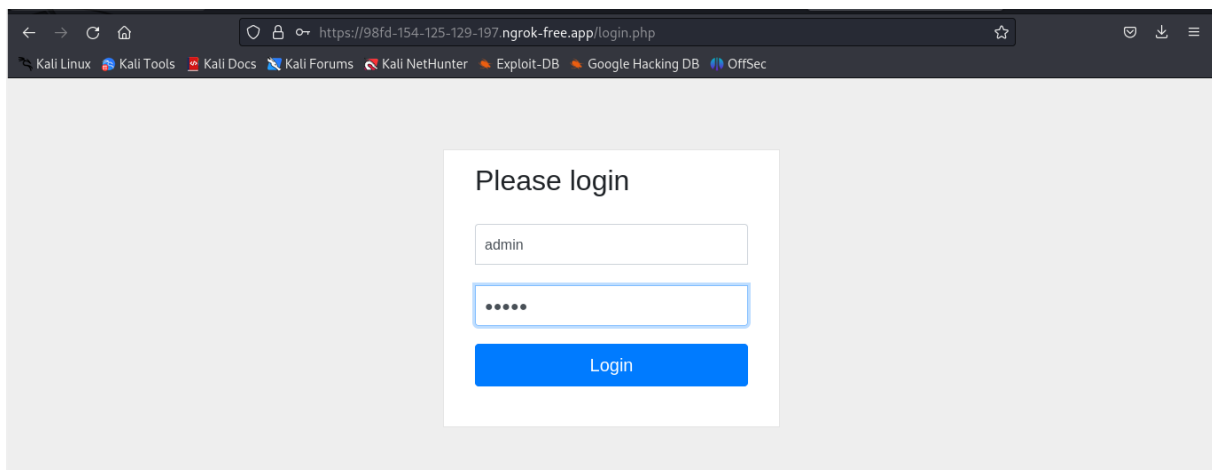 https://98fd-154-125-129-197.ngrok-free.app/login.php
Kali Linux Kali Tools Kali Docs Kali Forums Kali NetHunter Exploit-DB Google Hacking DB OffSec
Please login
admin
•••••
Login